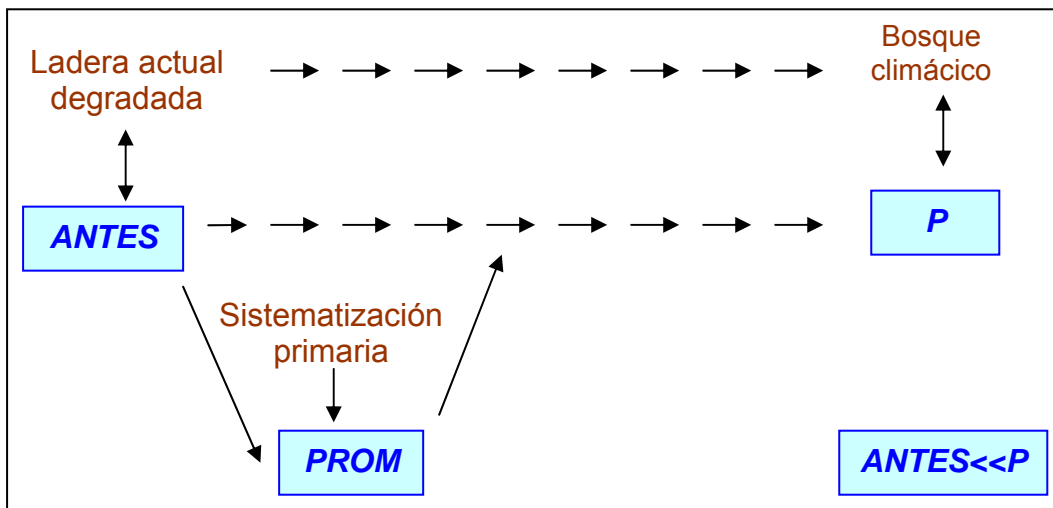 Ladera actual
degradada
Bosque
climácico
ANTES
P
Sistematización
primaria
PROM
ANTES<<P